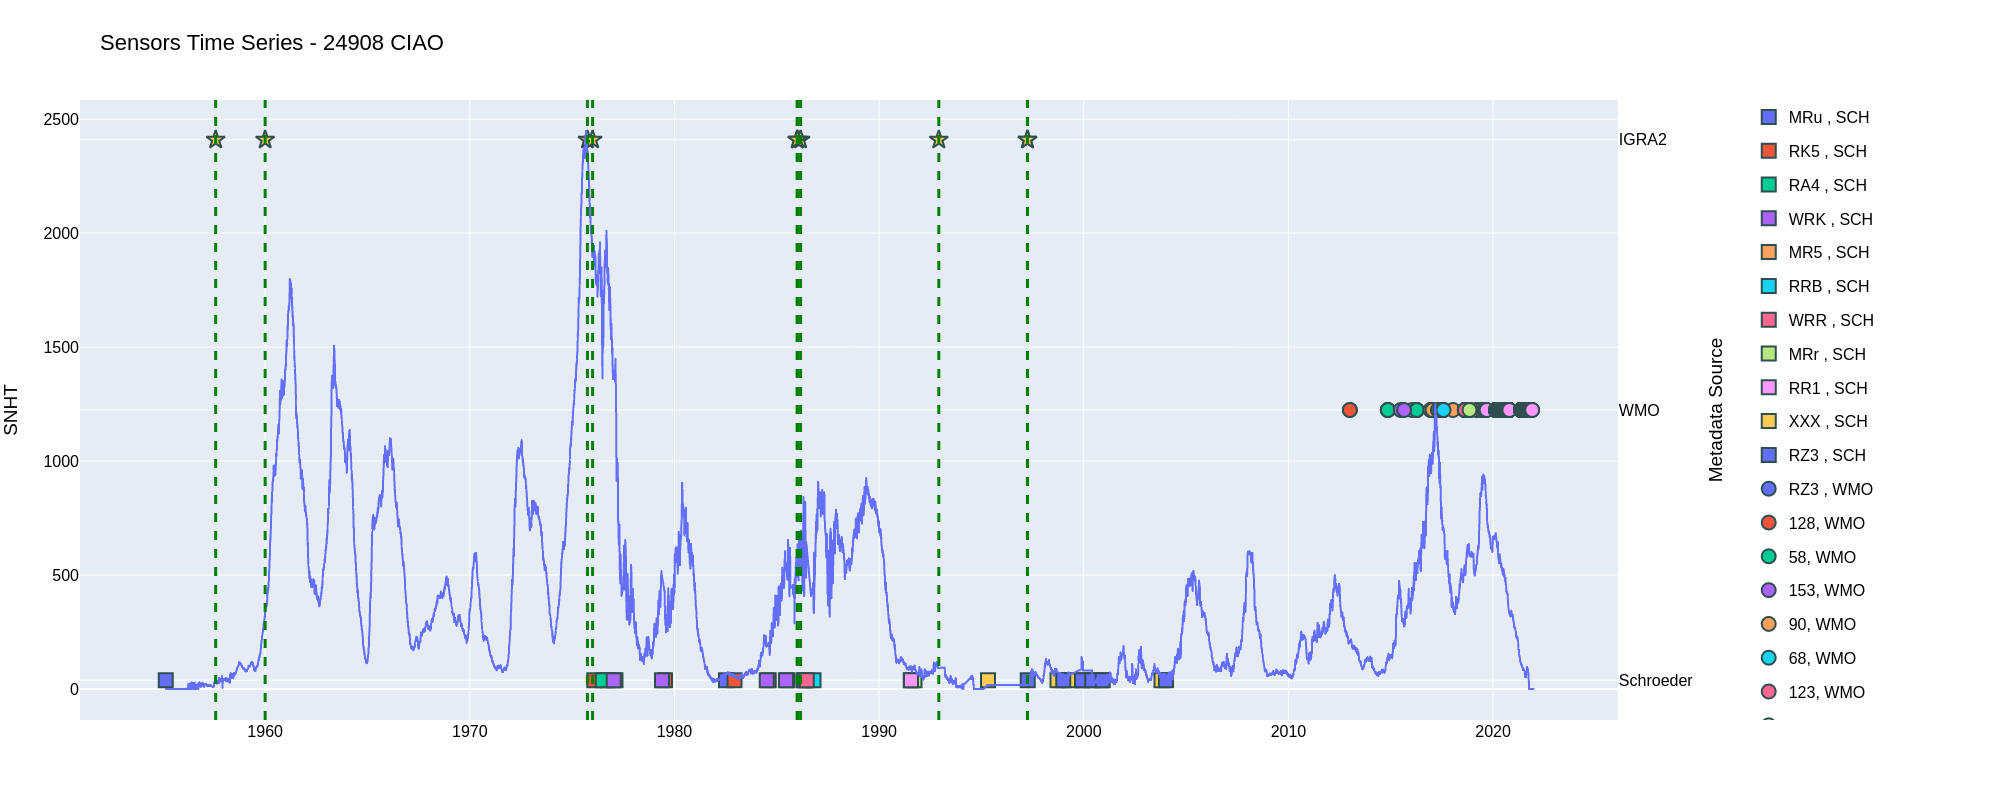 Sensors Time Series - 24908 CIAO
2500
2000
1500
1000
500
0
SNHT
1960
1970
1980
1990
2000
2010
2020
IGRA2
WMO
Schroeder
Metadata Source
MRu , SCH
RK5 , SCH
RA4 , SCH
WRK , SCH
MR5 , SCH
RRB , SCH
WRR , SCH
MRr , SCH
RR1 , SCH
XXX , SCH
RZ3 , SCH
RZ3 , WMO
128, WMO
58, WMO
153, WMO
90, WMO
68, WMO
123, WMO